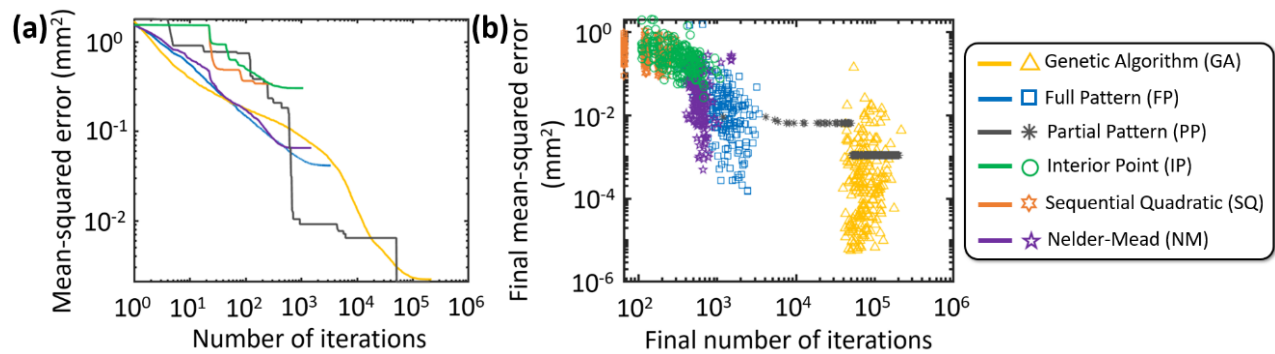 (a)
Mean-squared error (mm²)
10⁰
10⁻¹
10⁻²
10⁰ 10¹ 10² 10³ 10⁴ 10⁵ 10⁶
Number of iterations
(b)
Final mean-squared error
(mm²)
10⁰
10⁻²
10⁻⁴
10⁻⁶
10² 10³ 10⁴ 10⁵ 10⁶
Final number of iterations
Genetic Algorithm (GA)
Full Pattern (FP)
Partial Pattern (PP)
Interior Point (IP)
Sequential Quadratic (SQ)
Nelder-Mead (NM)